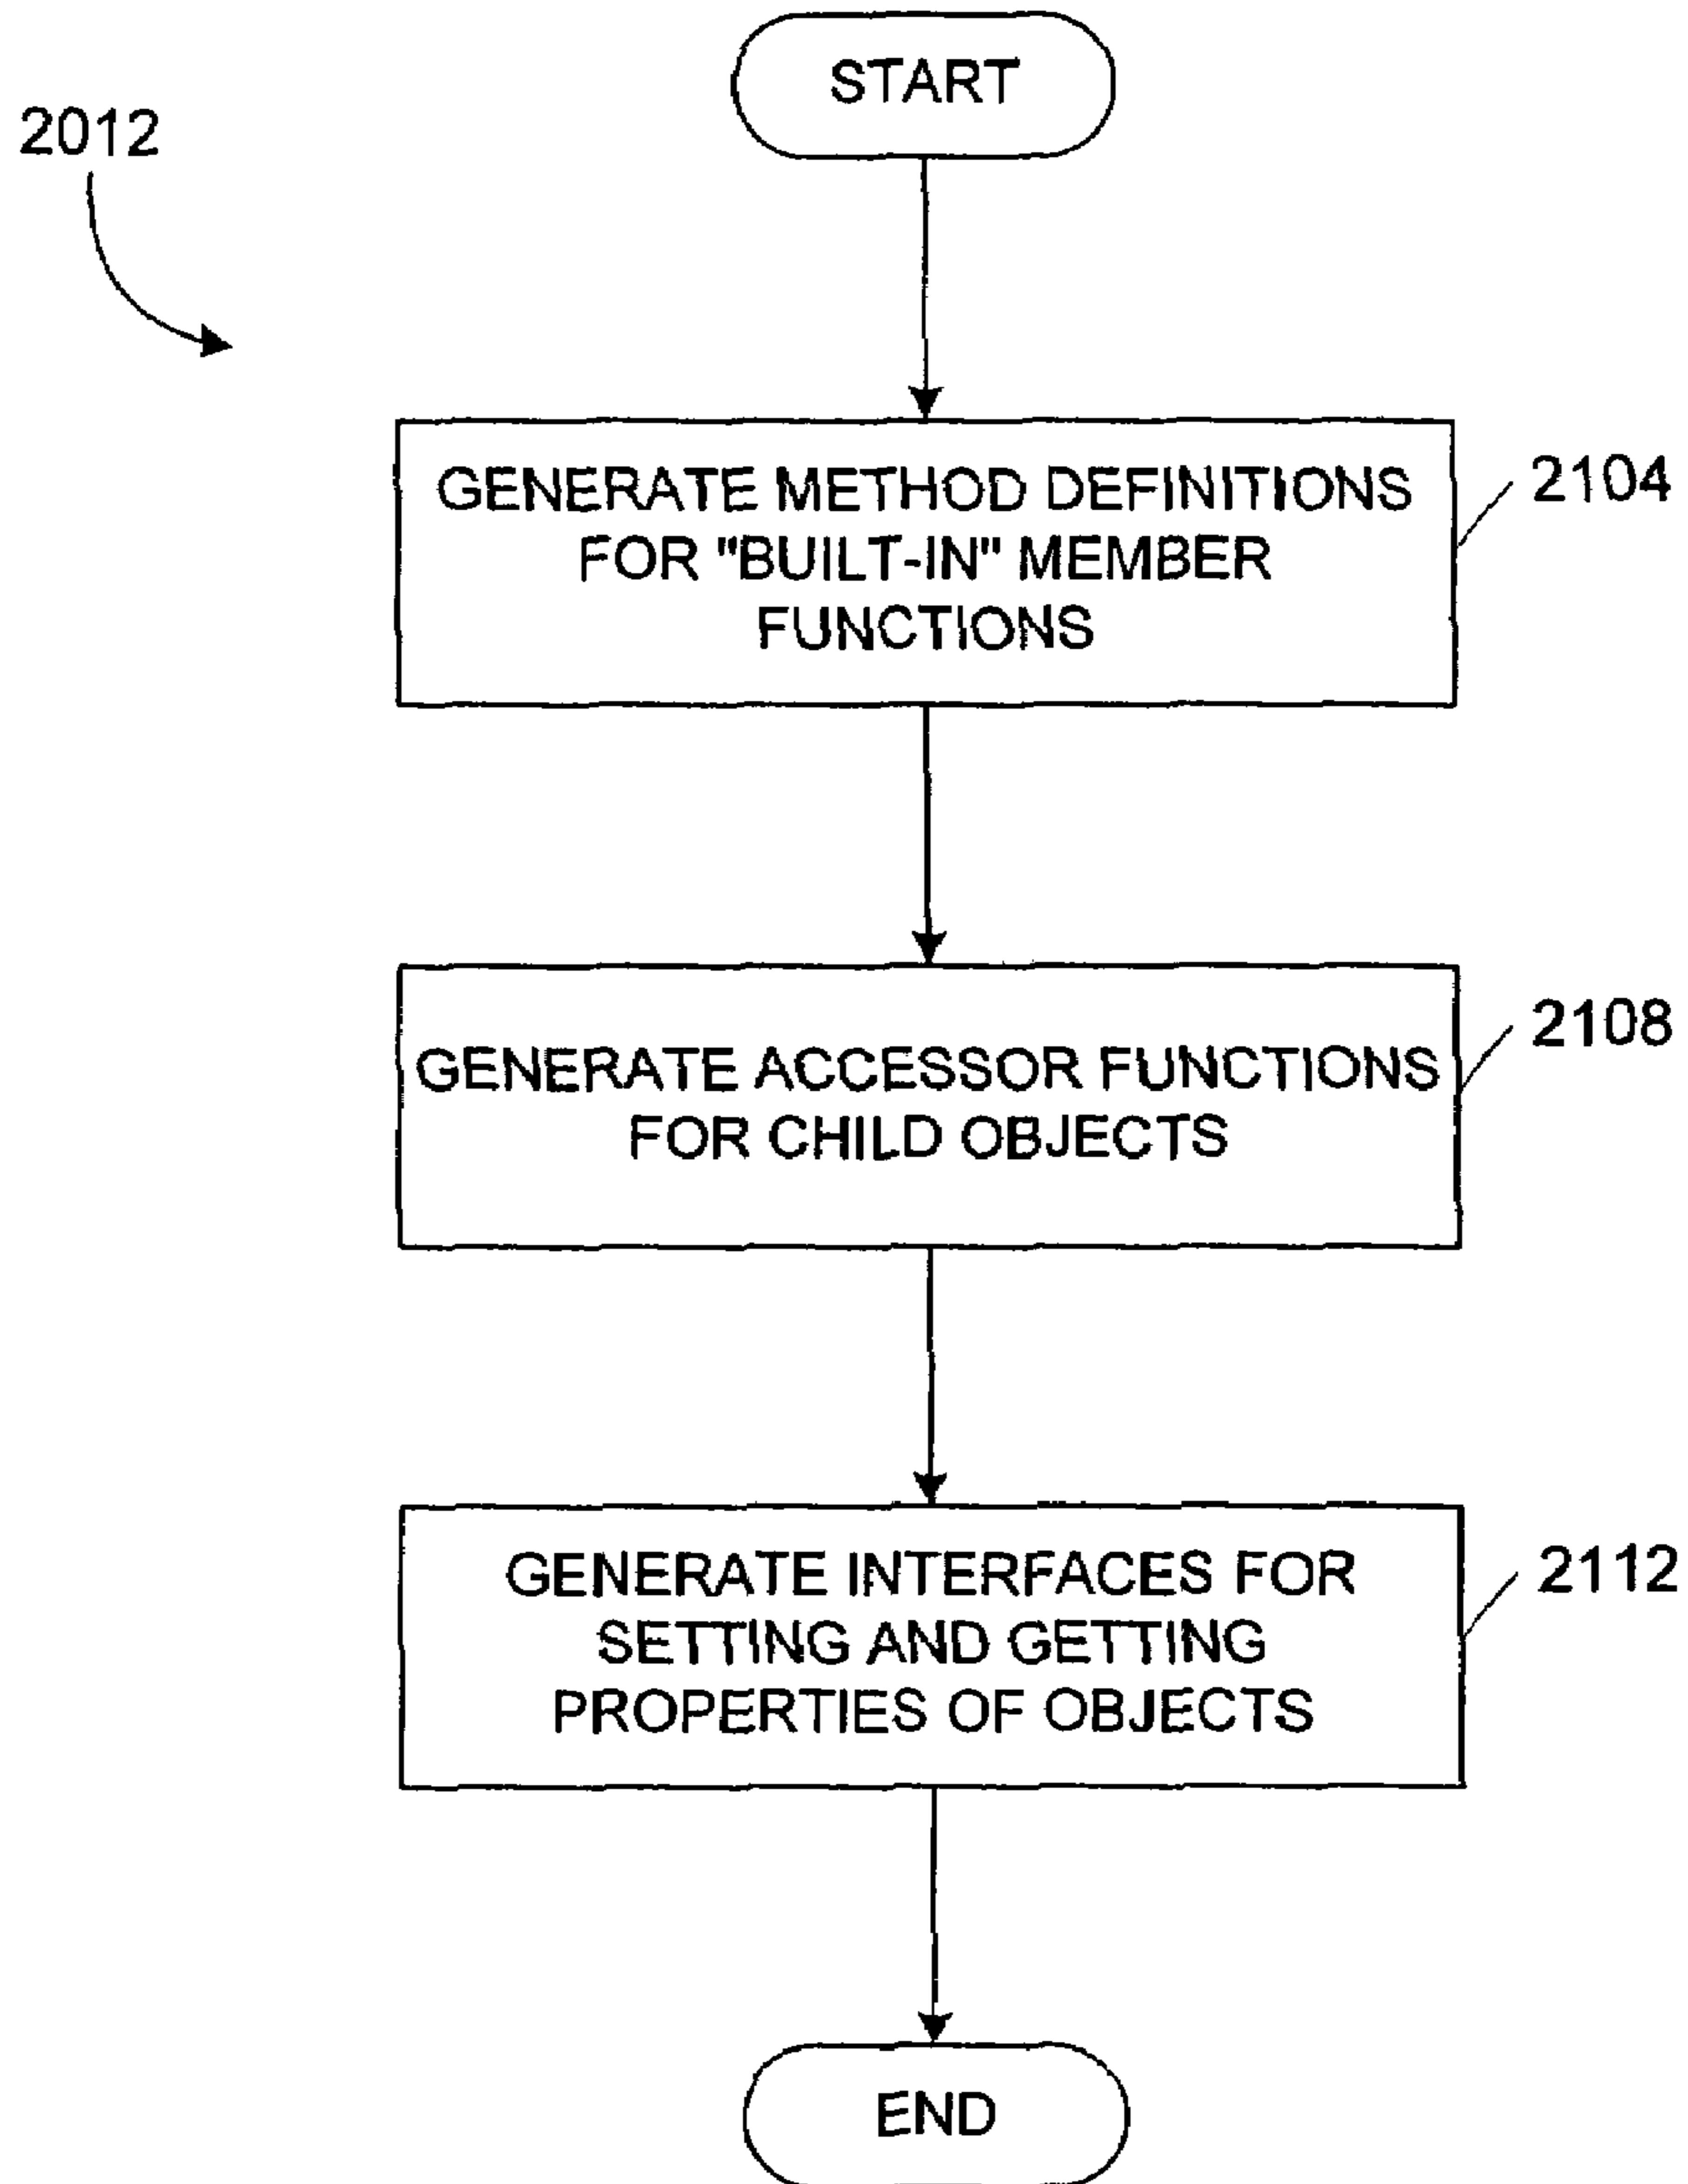 START
2012
GENERATE METHOD DEFINITIONS
FOR "BUILT-IN" MEMBER
FUNCTIONS
2104
GENERATE ACCESSOR FUNCTIONS
FOR CHILD OBJECTS
2108
GENERATE INTERFACES FOR
SETTING AND GETTING
PROPERTIES OF OBJECTS
2112
END